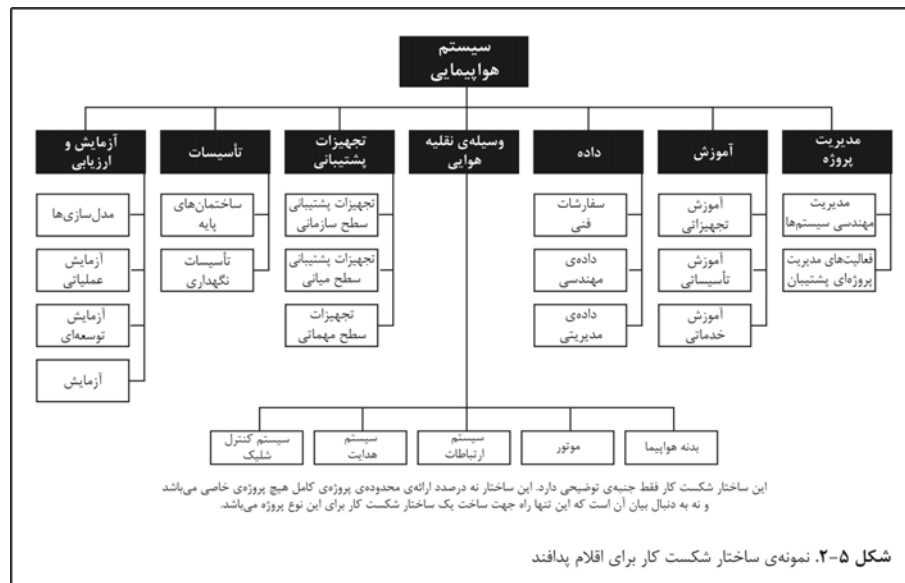 سیستم
هواپیمایی
مدیریت
پروژه
آموزش
داده
وسیله‌ی نقلیه
هوایی
تجهیزات
پشتیبانی
تأسیسات
آزمایش و
ارزیابی
مدیریت
مهندسی سیستم‌ها
فعالیت‌های مدیریت
پروژه‌ای پشتیبان
آموزش
تجهیزاتی
آموزش
تأسیساتی
آموزش
خدماتی
سفارشات
فنی
داده‌ی
مهندسی
داده‌ی
مدیریتی
تجهیزات پشتیبانی
سطح سازمانی
تجهیزات پشتیبانی
سطح میانی
تجهیزات
سطح مهماتی
ساختمان‌های
پایه
تأسیسات
نگهداری
مدل‌سازی‌ها
آزمایش
عملیاتی
آزمایش
توسعه‌ای
آزمایش
بدنه هواپیما
موتور
سیستم
ارتباطات
سیستم
هدایت
سیستم کنترل
شلیک
این ساختار شکست کار فقط جنبه‌ی توضیحی دارد. این ساختار نه درصدد ارائه‌ی محدوده‌ی پروژه‌ی کامل هیچ پروژه‌ی خاصی می‌باشد
و نه به دنبال بیان آن است که این تنها راه جهت ساخت یک ساختار شکست کار برای این نوع پروژه می‌باشد.
شکل ۵-۲. نمونه‌ی ساختار شکست کار برای اقلام پدافند